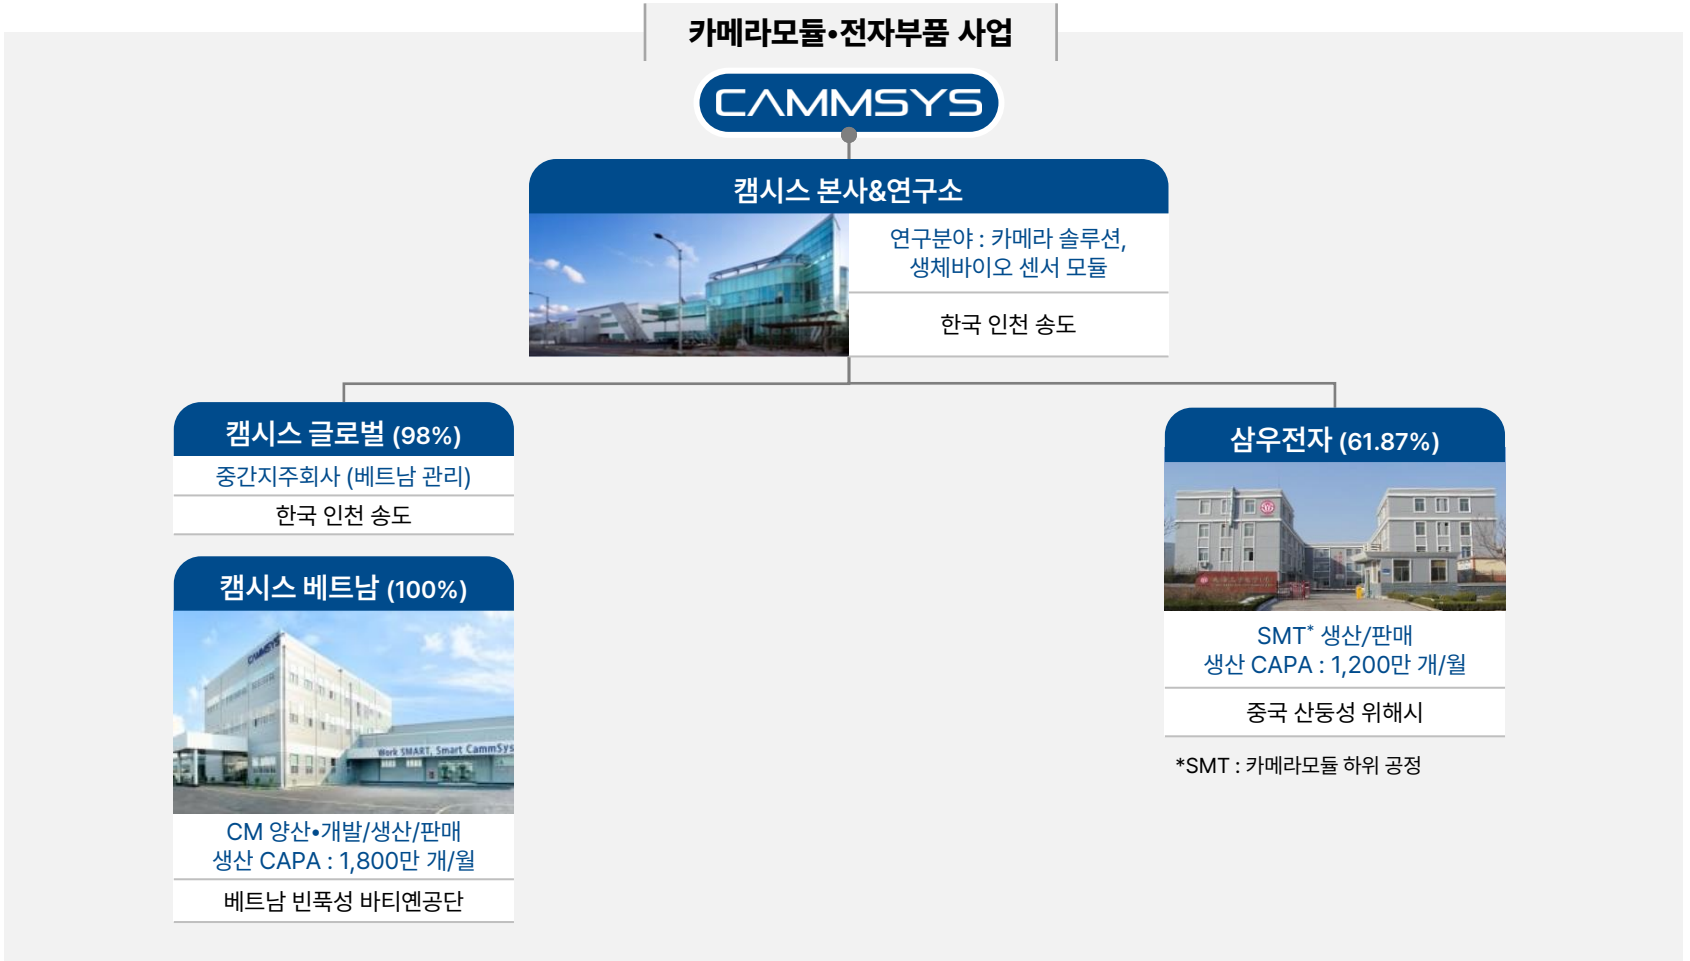 카메라모듈•전자부품 사업
CAMMSYS
캠시스 본사&연구소
연구분야 : 카메라 솔루션,
생체바이오 센서 모듈
한국 인천 송도
캠시스 글로벌 (98%)
중간지주회사 (베트남 관리)
한국 인천 송도
캠시스 베트남 (100%)
CAMMSYS
Work SMART, Smart CammSys
CM 양산•개발/생산/판매
생산 CAPA : 1,800만 개/월
베트남 빈푹성 바티옌공단
삼우전자 (61.87%)
SMT* 생산/판매
생산 CAPA : 1,200만 개/월
중국 산둥성 위해시
*SMT : 카메라모듈 하위 공정